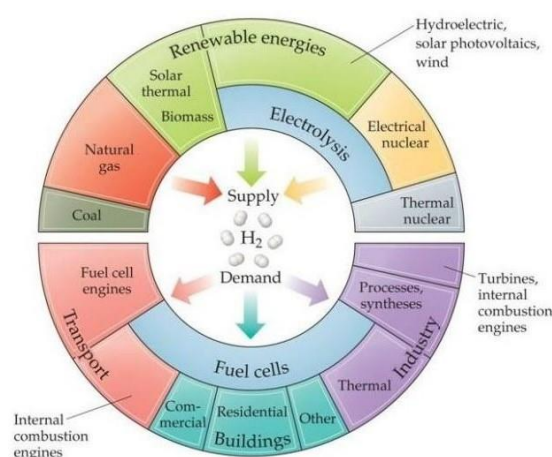 Renewable energies
Hydroelectric,
solar photovoltaics,
wind
Solar
thermal
Biomass
Electrolysis
Electrical
nuclear
Natural
gas
Thermal
nuclear
Coal
Supply
H2
Demand
Fuel cell
engines
Transport
Internal
combustion
engines
Fuel cells
Com-
mercial
Residential
Other
Buildings
Processes,
syntheses
Thermal
Industry
Turbines,
internal
combustion
engines